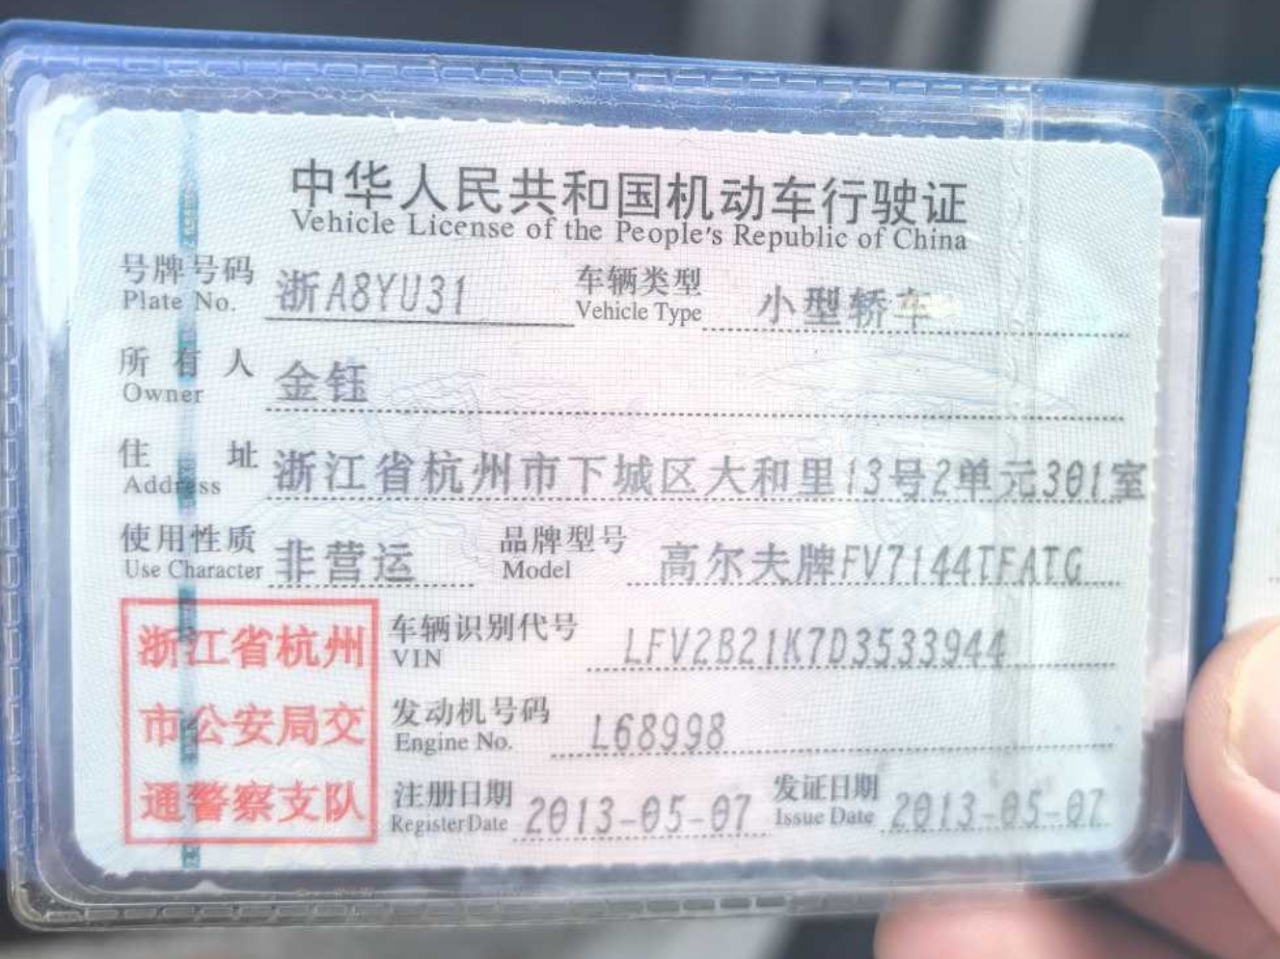 中华人民共和国机动车行驶证
Vehicle License of the People's Republic of China
号牌号码 浙A8YU31 车辆类型 小型轿车
Plate No. Vehicle Type
所有人 金钰
Owner
住址 浙江省杭州市下城区大和里13号2单元301室
Address
使用性质 非营运 品牌型号 高尔夫牌FV7144TFATG
Use Character Model
浙江省杭州
市公安局交
通警察支队
车辆识别代号 LFV2B21K7D3533944
VIN
发动机号码 L68998
Engine No.
注册日期 2013-05-07 发证日期 2013-05-07
Register Date Issue Date